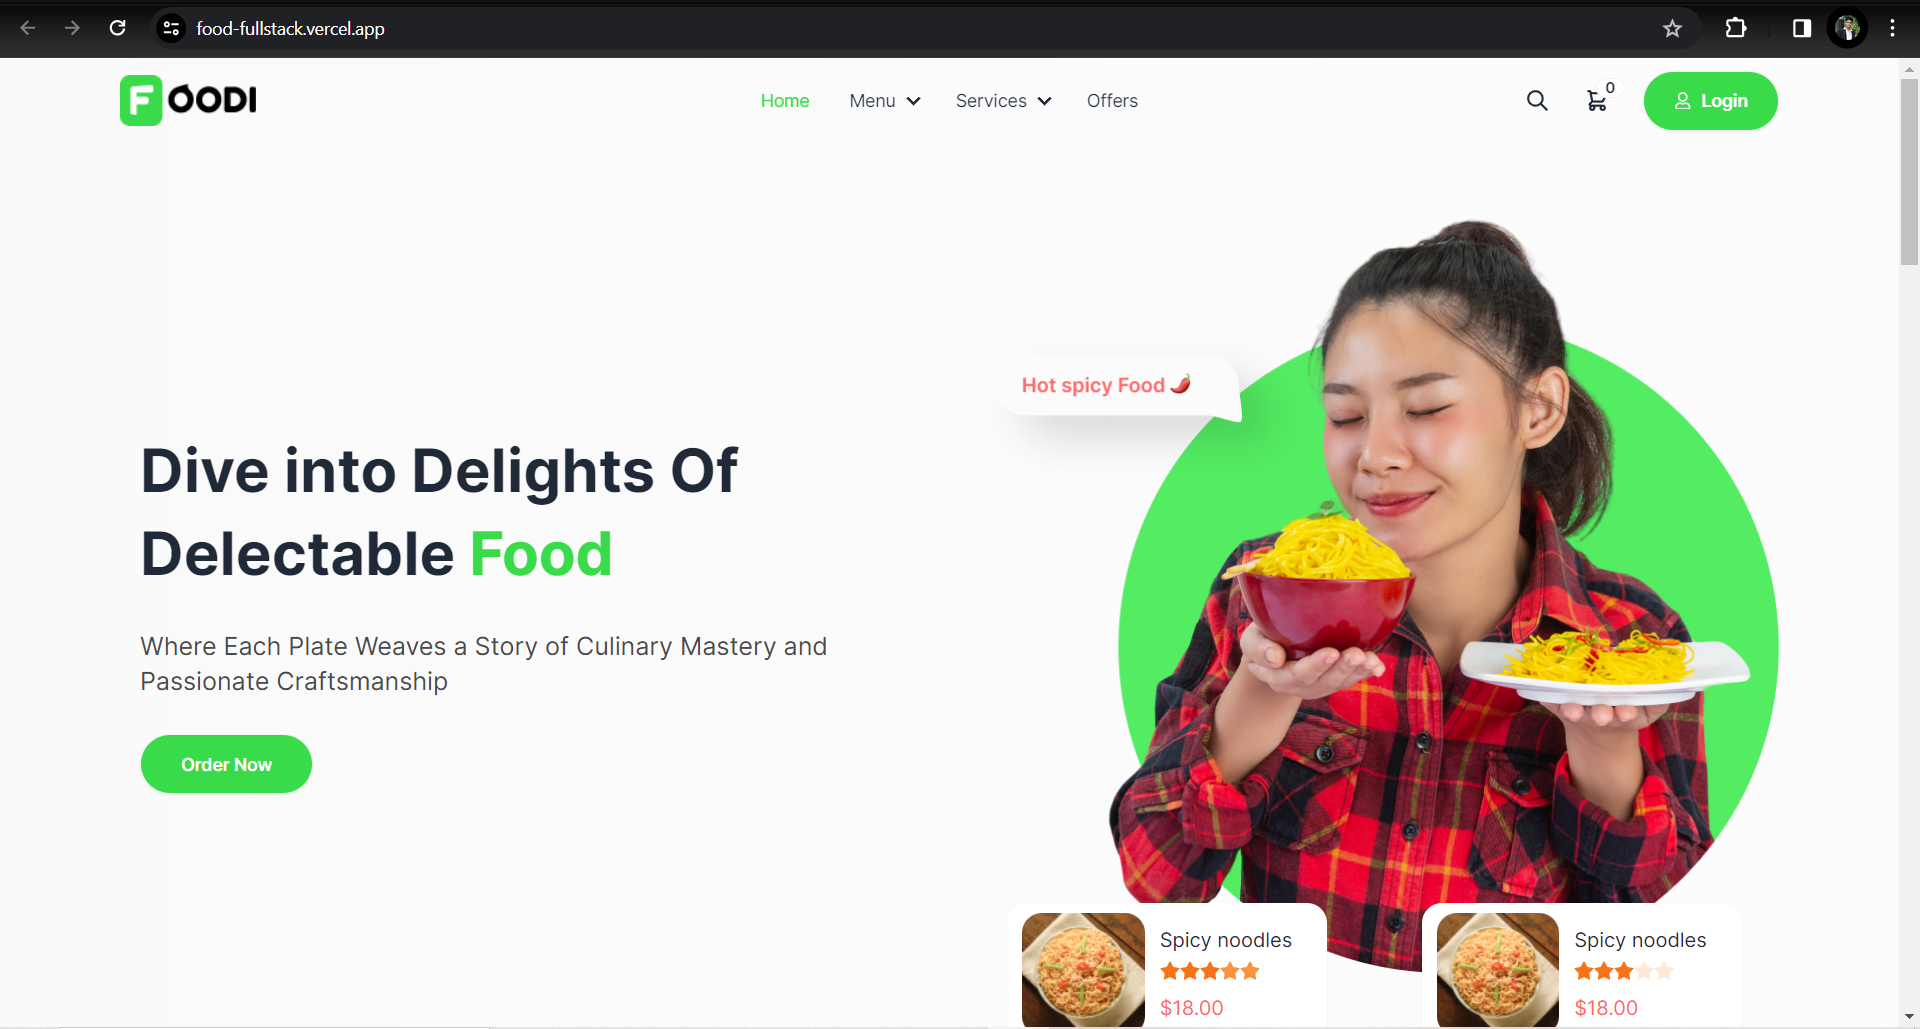 food-fullstack.vercel.app
FOODI
Home
Menu
Services
Offers
0
Login
Hot spicy Food 🌶️
Dive into Delights Of
Delectable Food
Where Each Plate Weaves a Story of Culinary Mastery and
Passionate Craftsmanship
Order Now
Spicy noodles
$18.00
Spicy noodles
$18.00